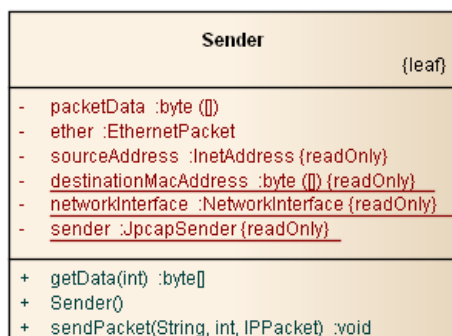 Sender
{leaf}
- packetData :byte ([])
- ether :EthernetPacket
- sourceAddress :InetAddress {readOnly}
- destinationMacAddress :byte ([]) {readOnly}
- networkInterface :NetworkInterface {readOnly}
- sender :JpcapSender {readOnly}
+ getData(int) :byte[]
+ Sender()
+ sendPacket(String, int, IPPacket) :void